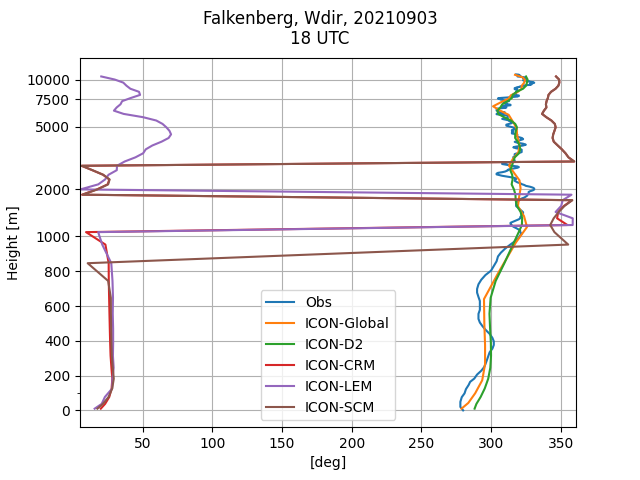 Falkenberg, Wdir, 20210903
18 UTC
10000
7500
5000
2000
1000
800
600
400
200
0
Height [m]
Obs
ICON-Global
ICON-D2
ICON-CRM
ICON-LEM
ICON-SCM
50 100 150 200 250 300 350
[deg]